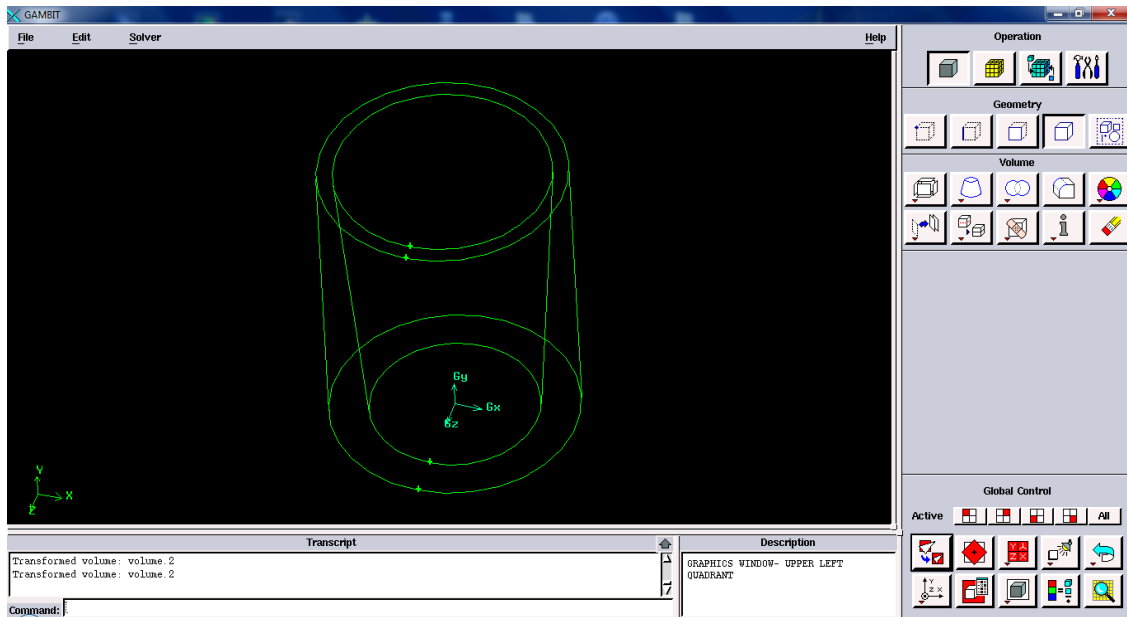 GAMBIT
File Edit Solver Help
Operation
Geometry
Volume
Gy
Gx
Gz
Y
X
Z
Global Control
Active All
Transcript
Transformed volume: volume.2
Transformed volume: volume.2
Command:
Description
GRAPHICS WINDOW- UPPER LEFT
QUADRANT